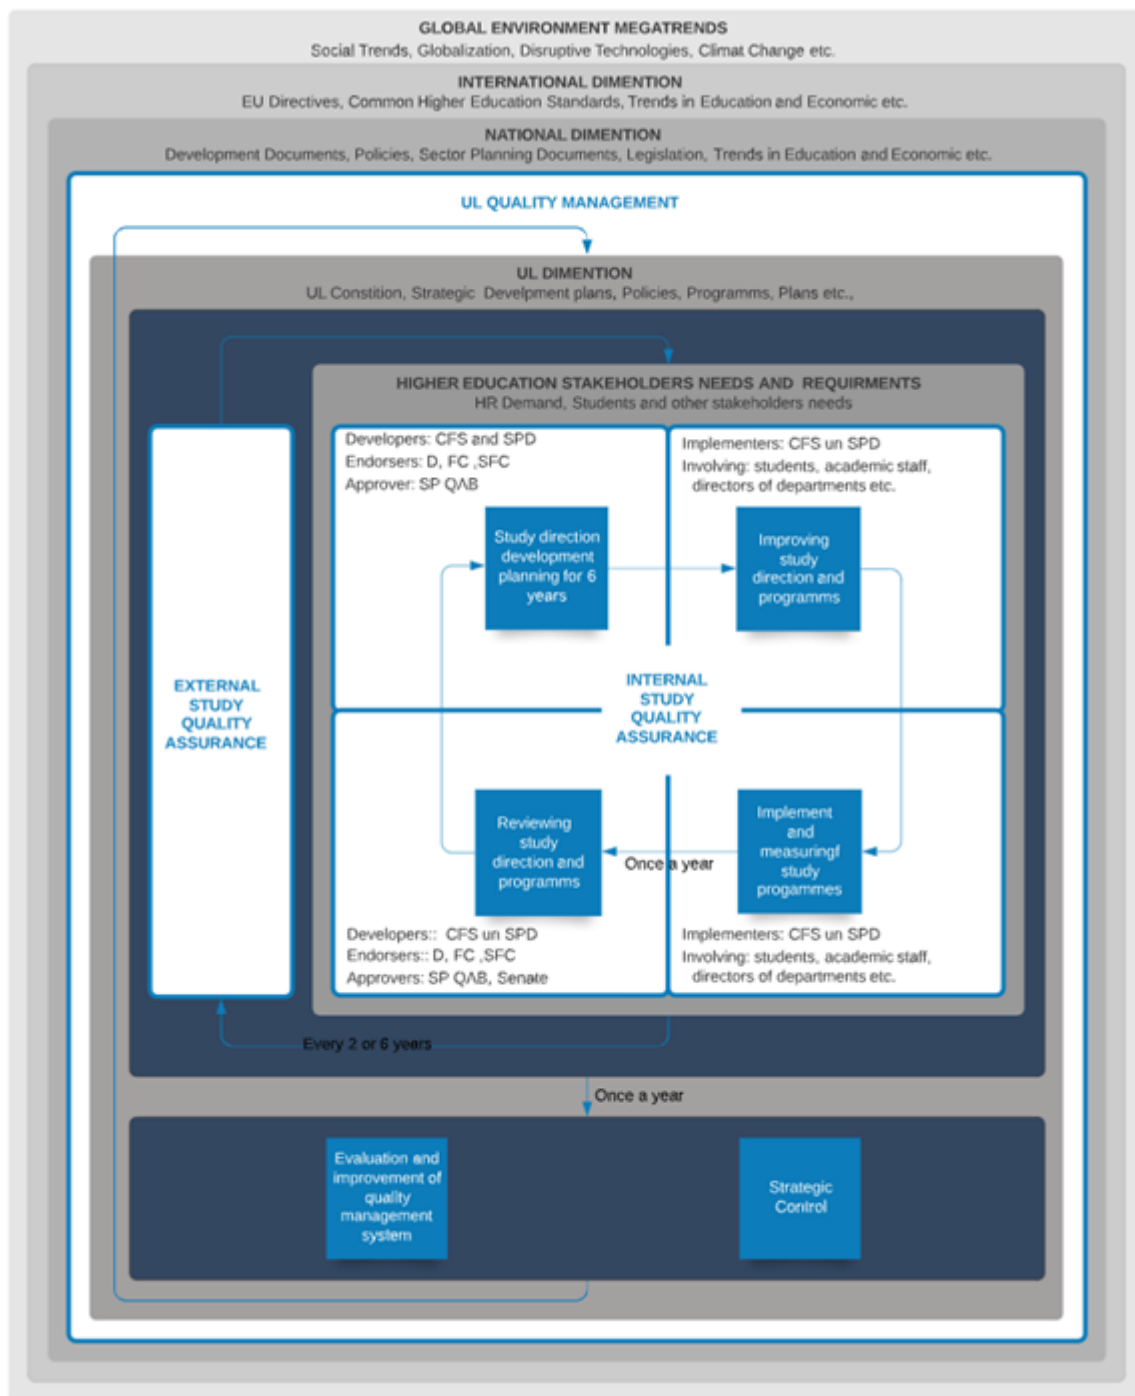 GLOBAL ENVIRONMENT MEGATRENDS
Social Trends, Globalization, Disruptive Technologies, Climat Change etc.
INTERNATIONAL DIMENTION
EU Directives, Common Higher Education Standards, Trends in Education and Economic etc.
NATIONAL DIMENTION
Development Documents, Policies, Sector Planning Documents, Legislation, Trends in Education and Economic etc.
UL QUALITY MANAGEMENT
UL DIMENTION
UL Constition, Strategic Develpment plans, Policies, Programms, Plans etc.,
HIGHER EDUCATION STAKEHOLDERS NEEDS AND REQUIRMENTS
HR Demand, Students and other stakeholders needs
Developers: CFS and SPD
Endorsers: D, FC ,SFC
Approver: SP QAB
Implementers: CFS un SPD
Involving: students, academic staff,
directors of departments etc.
Study direction
development
planning for 6
years
Improving
study
direction and
programms
EXTERNAL
STUDY
QUALITY
ASSURANCE
INTERNAL
STUDY
QUALITY
ASSURANCE
Reviewing
study
direction and
programms
Once a year
Implement
and
measuringf
study
progammes
Developers:: CFS un SPD
Endorsers:: D, FC ,SFC
Approvers: SP QAB, Senate
Implementers: CFS un SPD
Involving: students, academic staff,
directors of departments etc.
Every 2 or 6 years
Once a year
Evaluation and
improvement of
quality
management
system
Strategic
Control